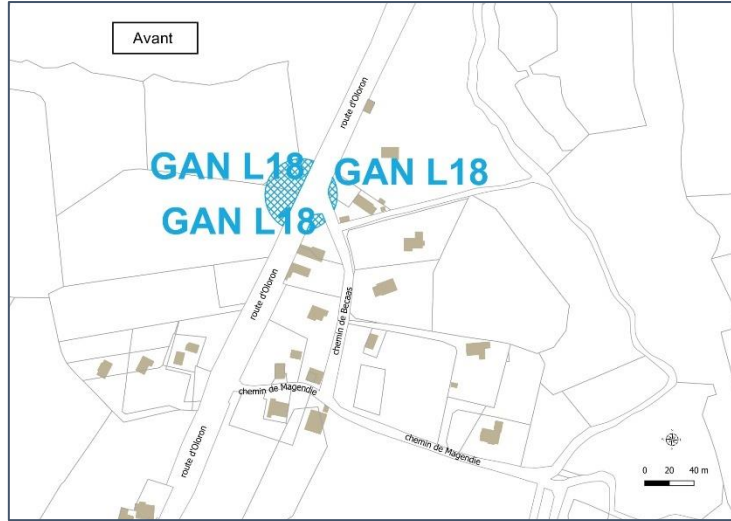 Avant
route d'Oloron
GAN L18
GAN L18
GAN L18
route d'Oloron
chemin de Becaas
chemin de Magendie
route d'Oloron
chemin de Magendie
0 20 40 m